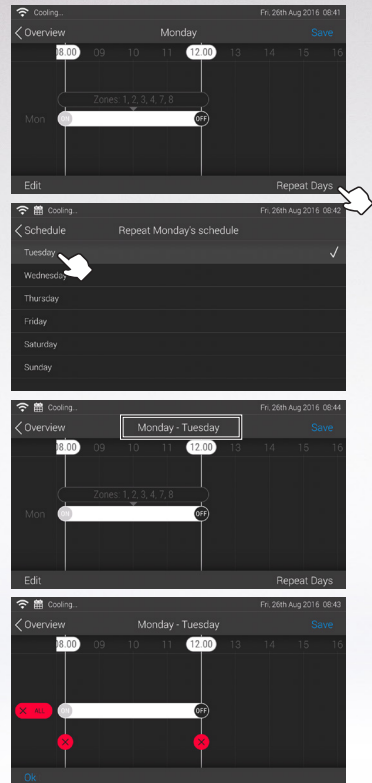 Cooling... Fri, 26th Aug 2016 08:41
Overview Monday Save
08.00 09 10 11 12.00 13 14 15 16
Zones: 1, 2, 3, 4, 7, 8
Mon ON OFF
Edit Repeat Days
Cooling... Fri, 26th Aug 2016 08:42
Schedule Repeat Monday's schedule
Tuesday
Wednesday
Thursday
Friday
Saturday
Sunday
Cooling... Fri, 26th Aug 2016 08:44
Overview Monday - Tuesday Save
08.00 09 10 11 12.00 13 14 15 16
Zones: 1, 2, 3, 4, 7, 8
Mon ON OFF
Edit Repeat Days
Cooling... Fri, 26th Aug 2016 08:43
Overview Monday - Tuesday Save
08.00 09 10 11 12.00 13 14 15 16
ALL ON OFF
Ok